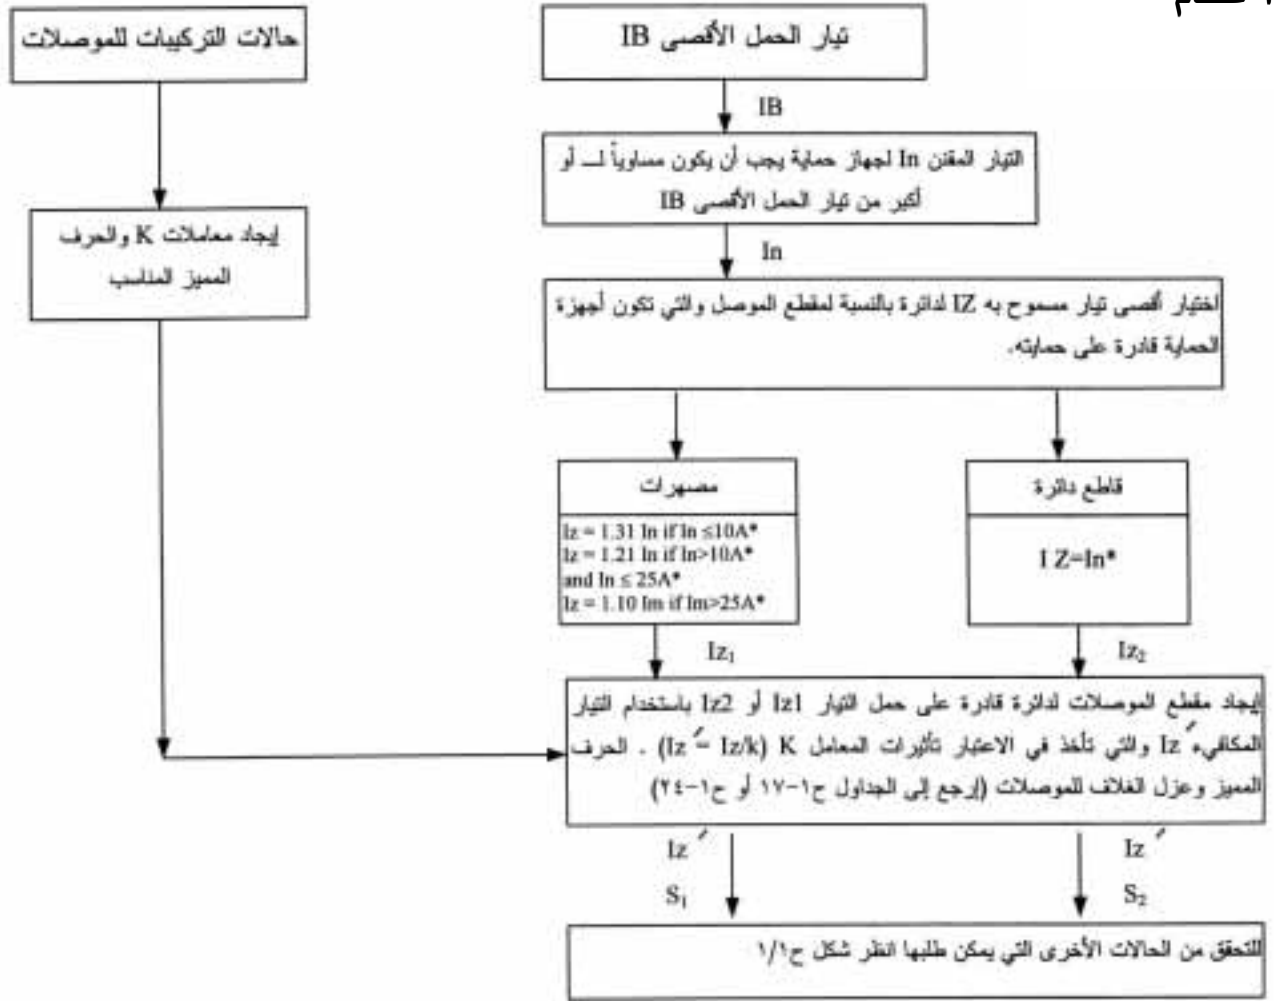 حالات التركيبات للموصلات
تيار الحمل الأقصى IB
IB
التيار المقنن In لجهاز حماية يجب أن يكون مساوياً لـ أو
أكبر من تيار الحمل الأقصى IB
إيجاد معاملات K والحرف
المميز المناسب
In
اختيار أقصى تيار مسموح به IZ لدائرة بالنسبة لمقطع الموصل والتي تكون أجهزة
الحماية قادرة على حمايته.
مصهرات
Iz = 1.31 In if In ≤10A*
Iz = 1.21 In if In>10A*
and In ≤ 25A*
Iz = 1.10 Im if Im>25A*
قاطع دائرة
I Z=In*
Iz₁
Iz₂
إيجاد مقطع الموصلات لدائرة قادرة على حمل التيار Iz1 أو Iz2 باستخدام التيار
المكافيء Iz´ والتي تأخذ في الاعتبار تأثيرات المعامل K (Iz´ = Iz/k) . الحرف
المميز وعزل الغلاف للموصلات (إرجع إلى الجداول ح١-١٧ أو ح١-٢٤)
Iz´
Iz´
S₁
S₂
للتحقق من الحالات الأخرى التي يمكن طلبها انظر شكل ح١/١